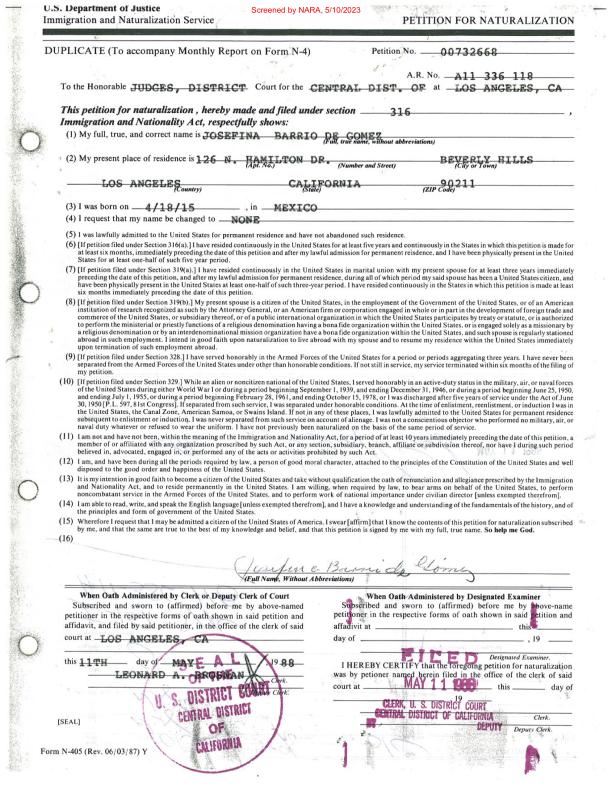 Screened by NARA, 5/10/2023
U.S. Department of Justice
Immigration and Naturalization Service
PETITION FOR NATURALIZATION
DUPLICATE (To accompany Monthly Report on Form N-4)
Petition No. 00732668
A.R. No. A11 336 118
To the Honorable JUDGES, DISTRICT Court for the CENTRAL DIST. OF at LOS ANGELES, CA
This petition for naturalization, hereby made and filed under section 316,
Immigration and Nationality Act, respectfully shows:
(1) My full, true, and correct name is JOSEFINA BARRIO DE GOMEZ
(Full, true name, without abbreviations)
(2) My present place of residence is 126 N. HAMILTON DR. BEVERLY HILLS
(Apt. No.) (Number and Street) (City or Town)
LOS ANGELES CALIFORNIA 90211
(Country) (State) (ZIP Code)
(3) I was born on 4/18/15, in MEXICO
(4) I request that my name be changed to NONE
(5) I was lawfully admitted to the United States for permanent residence and have not abandoned such residence.
(6) [If petition filed under Section 316(a).] I have resided continuously in the United States for at least five years and continuously in the States in which this petition is made for
at least six months, immediately preceding the date of this petition and after my lawful admission for permanent residence, and I have been physically present in the United
States for at least one-half of such five year period.
(7) [If petition filed under Section 319(a).] I have resided continuously in the United States in marital union with my present spouse for at least three years immediately
preceding the date of this petition, and after my lawful admission for permanent residence, during all of which period my said spouse has been a United States citizen, and
have been physically present in the United States at least one-half of such three-year period. I have resided continuously in the States in which this petition is made at least
six months immediately preceding the date of this petition.
(8) [If petition filed under Section 319(b).] My present spouse is a citizen of the United States, in the employment of the Government of the United States, or of an American
institution of research recognized as such by the Attorney General, or an American firm or corporation engaged in whole or in part in the development of foreign trade and
commerce of the United States, or subsidiary thereof, or of a public international organization in which the United States participates by treaty or statute, or is authorized
to perform the ministerial or priestly functions of a religious denomination having a bona fide organization within the United States, or is engaged solely as a missionary by
a religious denomination or by an interdenominational mission organization have a bona fide organization within the United States, and such spouse is regularly stationed
abroad in such employment. I intend in good faith upon naturalization to live abroad with my spouse and to resume my residence within the United States immediately
upon termination of such employment abroad.
(9) [If petition filed under Section 328.] I have served honorably in the Armed Forces of the United States for a period or periods aggregating three years. I have never been
separated from the Armed Forces of the United States under other than honorable conditions. If not still in service, my service terminated within six months of the filing of
my petition.
(10) [If petition filed under Section 329.] While an alien or noncitizen national of the United States, I served honorably in an active-duty status in the military, air, or naval forces
of the United States during either World War I or during a period beginning September 1, 1939, and ending December 31, 1946, or during a period beginning June 25, 1950,
and ending July 1, 1955, or during a period beginning February 28, 1961, and ending October 15, 1978, or I was discharged after five years of service under the Act of June
30, 1950 [P.L. 597, 81st Congress]. If separated from such service, I was separated under honorable conditions. At the time of enlistment, reenlistment, or induction I was in
the United States, the Canal Zone, American Samoa, or Swains Island. If not in any of these places, I was lawfully admitted to the United States for permanent residence
subsequent to enlistment or induction. I was never separated from such service on account of alienage. I was not a conscientious objector who performed no military, air, or
naval duty whatever or refused to wear the uniform. I have not previously been naturalized on the basis of the same period of service.
(11) I am not and have not been, within the meaning of the Immigration and Nationality Act, for a period of at least 10 years immediately preceding the date of this petition, a
member of or affiliated with any organization proscribed by such Act, or any section, subsidiary, branch, affiliate or subdivision thereof, nor have I during such period
believed in, advocated, engaged in, or performed any of the acts or activities prohibited by such Act.
(12) I am, and have been during all the periods required by law, a person of good moral character, attached to the principles of the Constitution of the United States and well
disposed to the good order and happiness of the United States.
(13) It is my intention in good faith to become a citizen of the United States and take without qualification the oath of renunciation and allegiance prescribed by the Immigration
and Nationality Act, and to reside permanently in the United States. I am willing, when required by law, to bear arms on behalf of the United States, to perform
noncombatant service in the Armed Forces of the United States, and to perform work of national importance under civilian director [unless exempted therefrom].
(14) I am able to read, write, and speak the English language [unless exempted therefrom], and I have a knowledge and understanding of the fundamentals of the history, and of
the principles and form of government of the United States.
(15) Wherefore I request that I may be admitted a citizen of the United States of America. I swear [affirm] that I know the contents of this petition for naturalization subscribed
by me, and that the same are true to the best of my knowledge and belief, and that this petition is signed by me with my full, true name. So help me God.
(16)
Josefina Barrio de Gómez
(Full Name, Without Abbreviations)
When Oath Administered by Clerk or Deputy Clerk of Court
Subscribed and sworn to (affirmed) before me by above-named
petitioner in the respective forms of oath shown in said petition and
affidavit, and filed by said petitioner, in the office of the clerk of said
court at LOS ANGELES, CA
this 11TH day of MAY 1988
LEONARD A. BROSNAN
Clerk.
Deputy Clerk.
SEAL
OF THE
U. S. DISTRICT COURT
CENTRAL DISTRICT
OF
CALIFORNIA
[SEAL]
When Oath Administered by Designated Examiner
Subscribed and sworn to (affirmed) before me by above-name
petitioner in the respective forms of oath shown in said petition and
affidavit at this
day of , 19
Designated Examiner.
FILED
I HEREBY CERTIFY that the foregoing petition for naturalization
was by petitioner named herein filed in the office of the clerk of said
court at this day of
MAY 11 1988
19
CLERK, U. S. DISTRICT COURT
CENTRAL DISTRICT OF CALIFORNIA
Clerk.
DEPUTY
Deputy Clerk.
Form N-405 (Rev. 06/03/87) Y